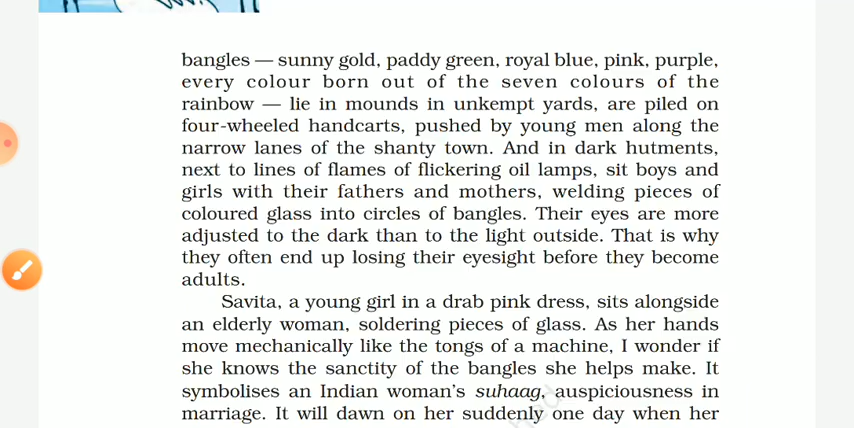 bangles — sunny gold, paddy green, royal blue, pink, purple,
every colour born out of the seven colours of the
rainbow — lie in mounds in unkempt yards, are piled on
four-wheeled handcarts, pushed by young men along the
narrow lanes of the shanty town. And in dark hutments,
next to lines of flames of flickering oil lamps, sit boys and
girls with their fathers and mothers, welding pieces of
coloured glass into circles of bangles. Their eyes are more
adjusted to the dark than to the light outside. That is why
they often end up losing their eyesight before they become
adults.
Savita, a young girl in a drab pink dress, sits alongside
an elderly woman, soldering pieces of glass. As her hands
move mechanically like the tongs of a machine, I wonder if
she knows the sanctity of the bangles she helps make. It
symbolises an Indian woman’s suhaag, auspiciousness in
marriage. It will dawn on her suddenly one day when her